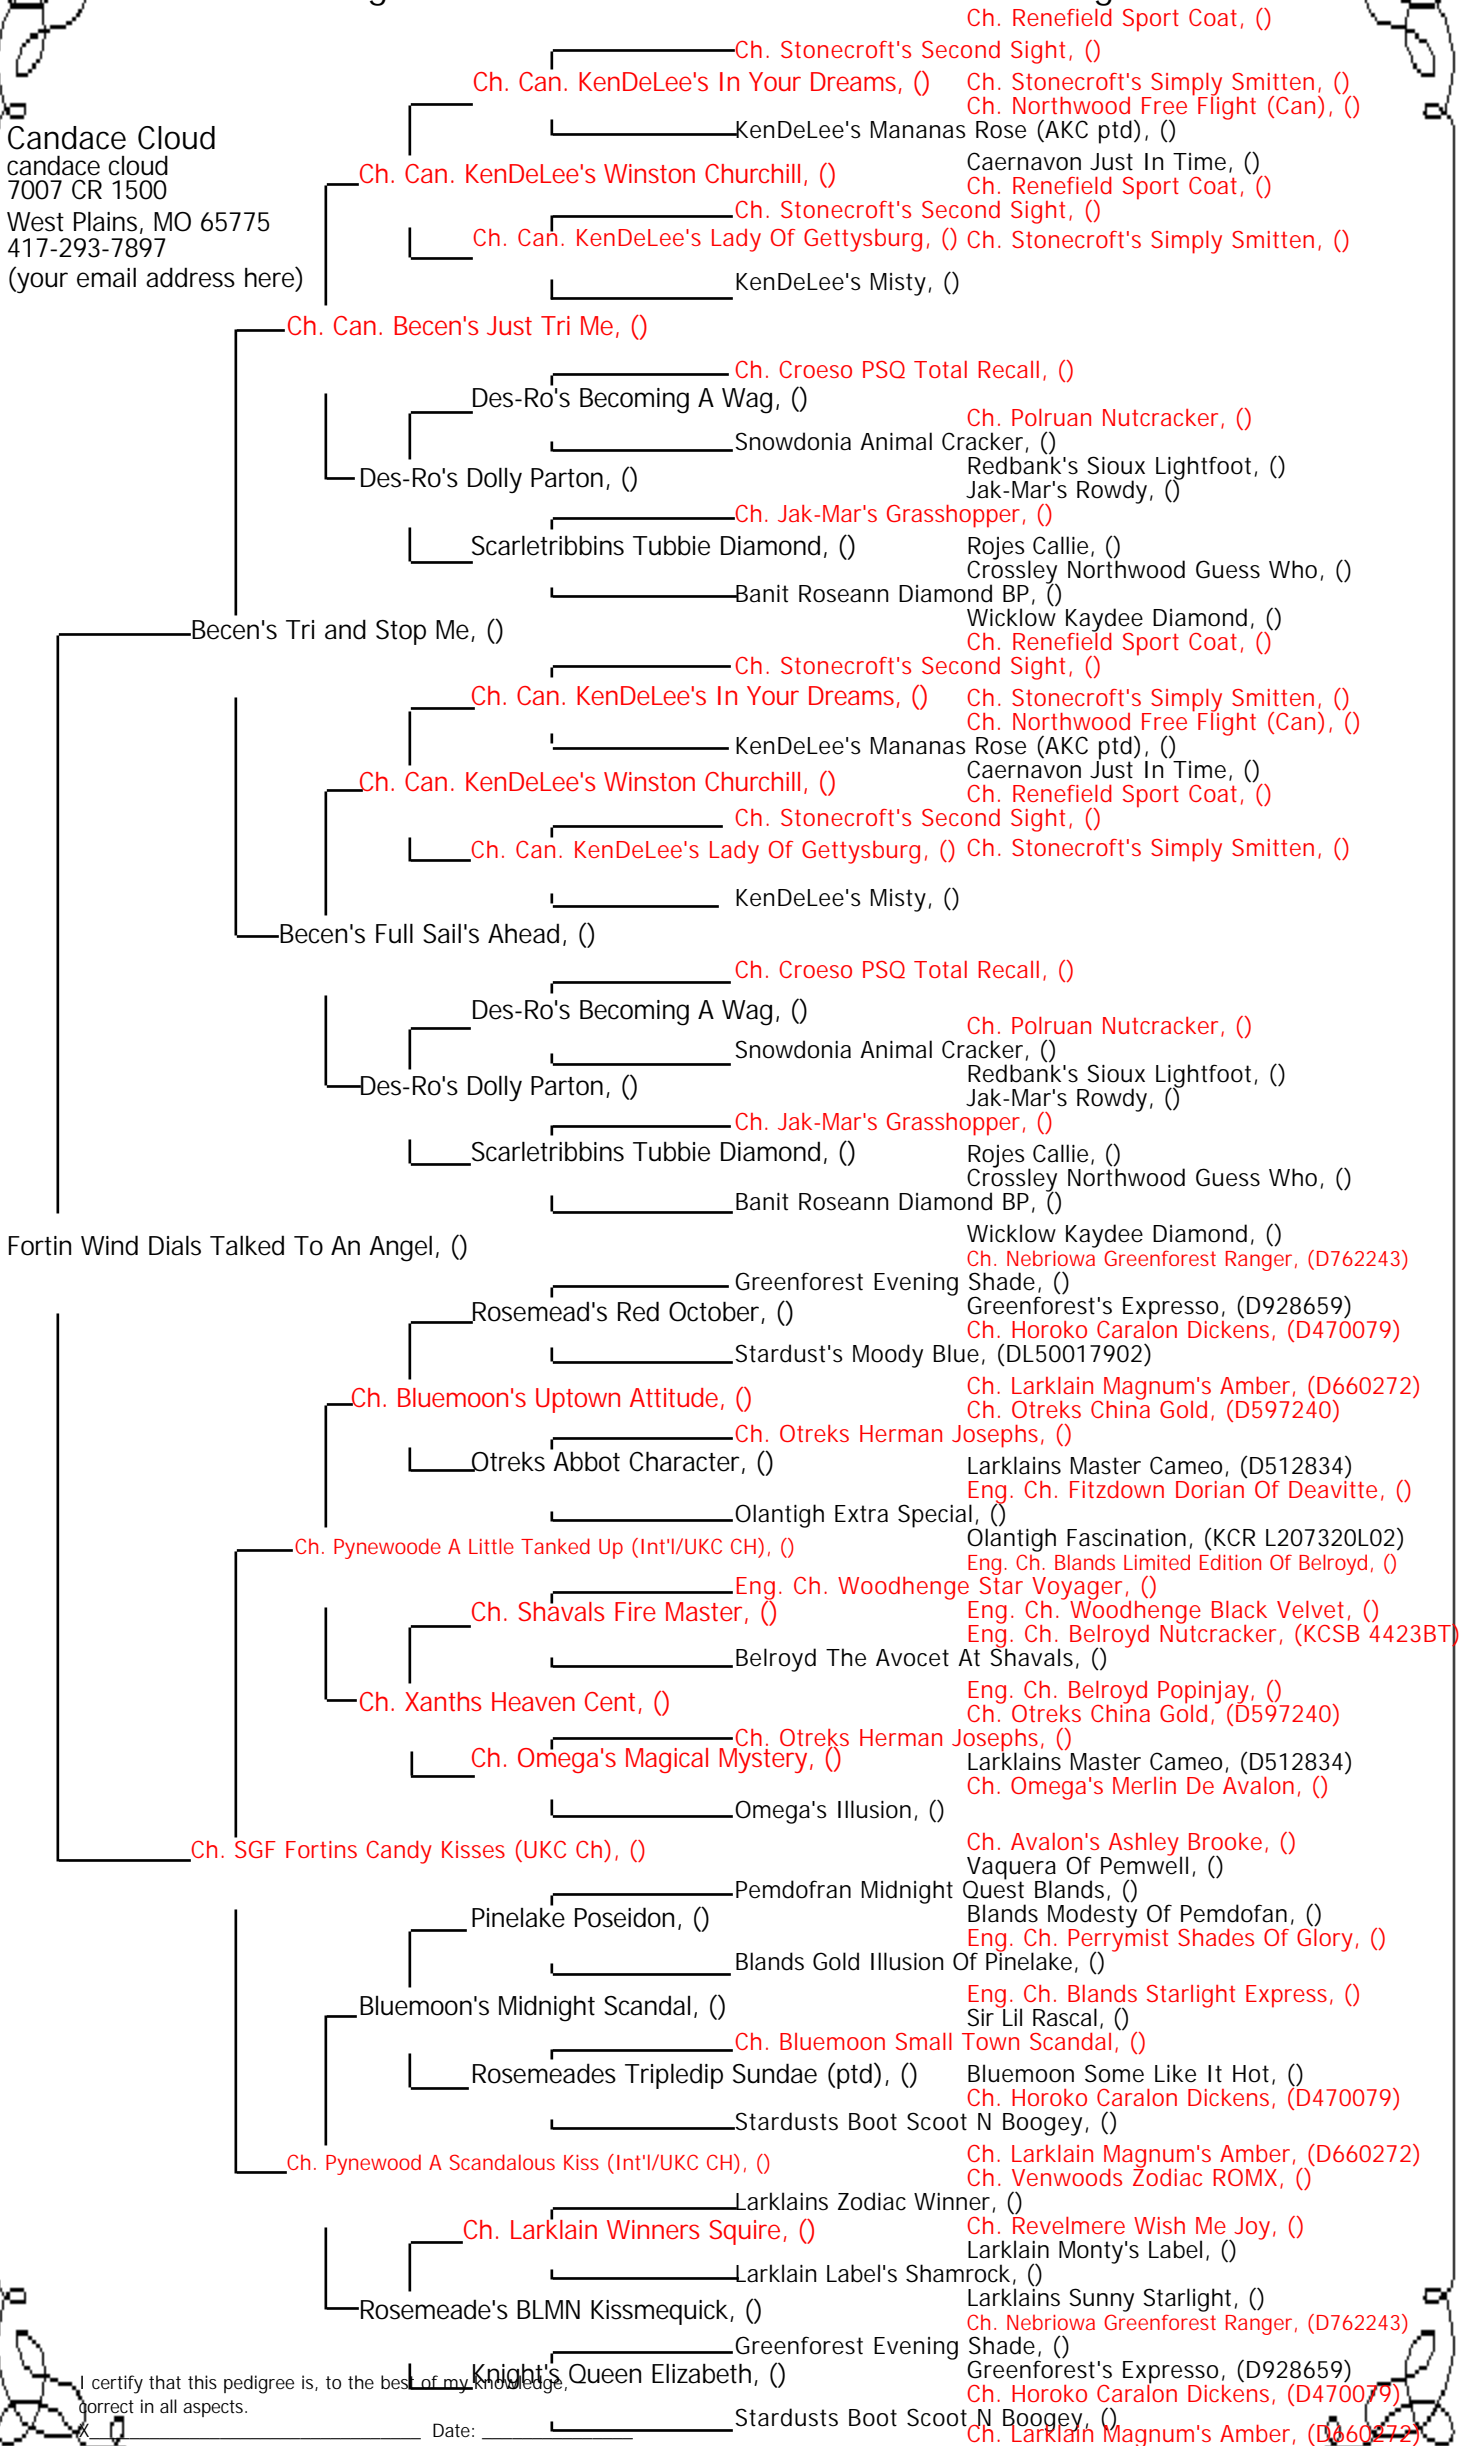 Ch. Renefield Sport Coat, ()
Ch. Stonecroft's Second Sight, ()
Ch. Can. KenDeLee's In Your Dreams, ()
Ch. Stonecroft's Simply Smitten, ()
Ch. Northwood Free Flight (Can), ()
Candace Cloud
KenDeLee's Mananas Rose (AKC ptd), ()
candace cloud
Caernavon Just In Time, ()
Ch. Can. KenDeLee's Winston Churchill, ()
Ch. Renefield Sport Coat, ()
7007 CR 1500
Ch. Stonecroft's Second Sight, ()
West Plains, MO 65775
Ch. Can. KenDeLee's Lady Of Gettysburg, ()
Ch. Stonecroft's Simply Smitten, ()
417-293-7897
(your email address here)
KenDeLee's Misty, ()
Ch. Can. Becen's Just Tri Me, ()
Ch. Croeso PSQ Total Recall, ()
Des-Ro's Becoming A Wag, ()
Ch. Polruan Nutcracker, ()
Snowdonia Animal Cracker, ()
Redbank's Sioux Lightfoot, ()
Des-Ro's Dolly Parton, ()
Jak-Mar's Rowdy, ()
Ch. Jak-Mar's Grasshopper, ()
Scarletribbins Tubbie Diamond, ()
Rojes Callie, ()
Crossley Northwood Guess Who, ()
Banit Roseann Diamond BP, ()
Wicklow Kaydee Diamond, ()
Becen's Tri and Stop Me, ()
Ch. Renefield Sport Coat, ()
Ch. Stonecroft's Second Sight, ()
Ch. Can. KenDeLee's In Your Dreams, ()
Ch. Stonecroft's Simply Smitten, ()
Ch. Northwood Free Flight (Can), ()
KenDeLee's Mananas Rose (AKC ptd), ()
Caernavon Just In Time, ()
Ch. Can. KenDeLee's Winston Churchill, ()
Ch. Renefield Sport Coat, ()
Ch. Stonecroft's Second Sight, ()
Ch. Can. KenDeLee's Lady Of Gettysburg, ()
Ch. Stonecroft's Simply Smitten, ()
KenDeLee's Misty, ()
Becen's Full Sail's Ahead, ()
Ch. Croeso PSQ Total Recall, ()
Des-Ro's Becoming A Wag, ()
Ch. Polruan Nutcracker, ()
Snowdonia Animal Cracker, ()
Redbank's Sioux Lightfoot, ()
Des-Ro's Dolly Parton, ()
Jak-Mar's Rowdy, ()
Ch. Jak-Mar's Grasshopper, ()
Scarletribbins Tubbie Diamond, ()
Rojes Callie, ()
Crossley Northwood Guess Who, ()
Banit Roseann Diamond BP, ()
Wicklow Kaydee Diamond, ()
Fortin Wind Dials Talked To An Angel, ()
Ch. Nebriowa Greenforest Ranger, (D762243)
Greenforest Evening Shade, ()
Rosemead's Red October, ()
Greenforest's Expresso, (D928659)
Ch. Horoko Caralon Dickens, (D470079)
Stardust's Moody Blue, (DL50017902)
Ch. Larklain Magnum's Amber, (D660272)
Ch. Bluemoon's Uptown Attitude, ()
Ch. Otreks China Gold, (D597240)
Ch. Otreks Herman Josephs, ()
Otreks Abbot Character, ()
Larklains Master Cameo, (D512834)
Eng. Ch. Fitzdown Dorian Of Deavitte, ()
Olantigh Extra Special, ()
Olantigh Fascination, (KCR L207320L02)
Ch. Pynewoode A Little Tanked Up (Int'l/UKC CH), ()
Eng. Ch. Blands Limited Edition Of Belroyd, ()
Eng. Ch. Woodhenge Star Voyager, ()
Ch. Shavals Fire Master, ()
Eng. Ch. Woodhenge Black Velvet, ()
Eng. Ch. Belroyd Nutcracker, (KCSB 4423BT)
Belroyd The Avocet At Shavals, ()
Eng. Ch. Belroyd Popinjay, ()
Ch. Xanths Heaven Cent, ()
Ch. Otreks China Gold, (D597240)
Ch. Otreks Herman Josephs, ()
Ch. Omega's Magical Mystery, ()
Larklains Master Cameo, (D512834)
Ch. Omega's Merlin De Avalon, ()
Omega's Illusion, ()
Ch. Avalon's Ashley Brooke, ()
Ch. SGF Fortins Candy Kisses (UKC Ch), ()
Vaquera Of Pemwell, ()
Pemdofran Midnight Quest Blands, ()
Pinelake Poseidon, ()
Blands Modesty Of Pemdofan, ()
Eng. Ch. Perrymist Shades Of Glory, ()
Blands Gold Illusion Of Pinelake, ()
Eng. Ch. Blands Starlight Express, ()
Bluemoon's Midnight Scandal, ()
Sir Lil Rascal, ()
Ch. Bluemoon Small Town Scandal, ()
Rosemeades Tripledip Sundae (ptd), ()
Bluemoon Some Like It Hot, ()
Ch. Horoko Caralon Dickens, (D470079)
Stardusts Boot Scoot N Boogey, ()
Ch. Larklain Magnum's Amber, (D660272)
Ch. Pynewood A Scandalous Kiss (Int'l/UKC CH), ()
Ch. Venwoods Zodiac ROMX, ()
Larklains Zodiac Winner, ()
Ch. Larklain Winners Squire, ()
Ch. Revelmere Wish Me Joy, ()
Larklain Monty's Label, ()
Larklain Label's Shamrock, ()
Larklains Sunny Starlight, ()
Rosemeade's BLMN Kissmequick, ()
Ch. Nebriowa Greenforest Ranger, (D762243)
Greenforest Evening Shade, ()
Knight's Queen Elizabeth, ()
Greenforest's Expresso, (D928659)
I certify that this pedigree is, to the best of my knowledge,
Ch. Horoko Caralon Dickens, (D470079)
correct in all aspects.
Stardusts Boot Scoot N Boogey, ()
X Date:
Ch. Larklain Magnum's Amber, (D660272)